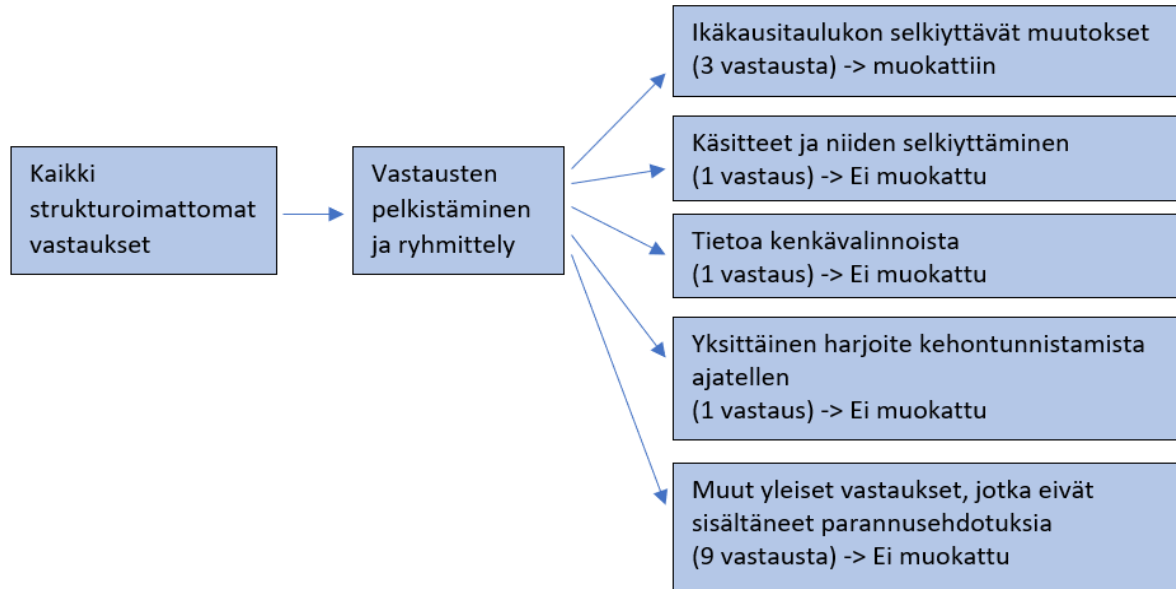 Kaikki
strukturoimattomat
vastaukset
Vastausten
pelkistäminen
ja ryhmittely
Ikäkausitaulukon selkiyttävät muutokset
(3 vastausta) -> muokattiin
Käsitteet ja niiden selkiyttäminen
(1 vastaus) -> Ei muokattu
Tietoa kenkävalinnoista
(1 vastaus) -> Ei muokattu
Yksittäinen harjoite kehontunnistamista
ajatellen
(1 vastaus) -> Ei muokattu
Muut yleiset vastaukset, jotka eivät
sisältäneet parannusehdotuksia
(9 vastausta) -> Ei muokattu